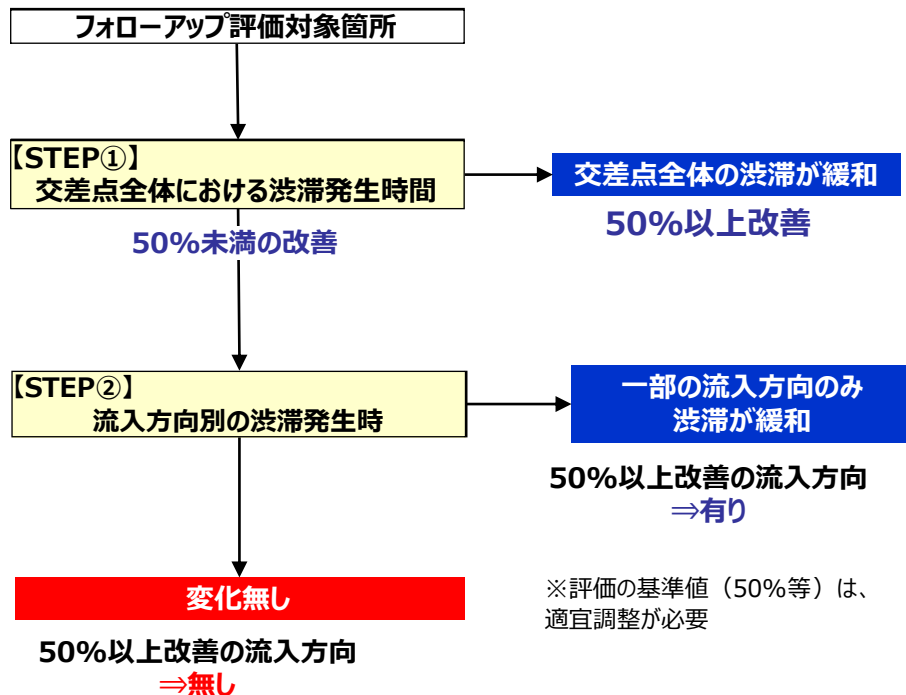 フォローアップ評価対象箇所
【STEP①】
交差点全体における渋滞発生時間
交差点全体の渋滞が緩和
50%以上改善
50%未満の改善
【STEP②】
流入方向別の渋滞発生時
一部の流入方向のみ
渋滞が緩和
50%以上改善の流入方向
⇒有り
変化無し
50%以上改善の流入方向
⇒無し
※評価の基準値（50%等）は、
適宜調整が必要